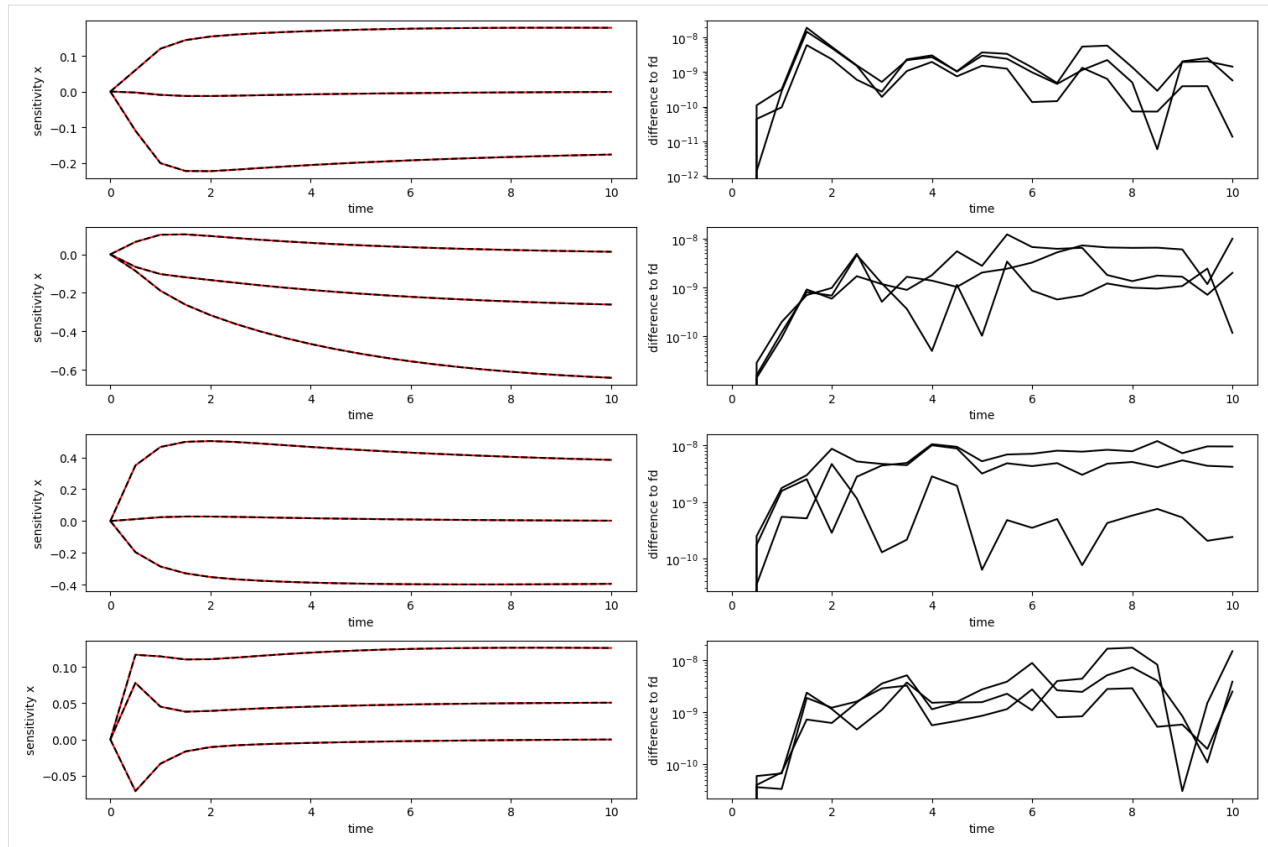 sensitivity x
0.1
0.0
−0.1
−0.2
0 2 4 6 8 10
time
difference to fd
10⁻⁸
10⁻⁹
10⁻¹⁰
10⁻¹¹
10⁻¹²
0 2 4 6 8 10
time
sensitivity x
0.0
−0.2
−0.4
−0.6
0 2 4 6 8 10
time
difference to fd
10⁻⁸
10⁻⁹
10⁻¹⁰
0 2 4 6 8 10
time
sensitivity x
0.4
0.2
0.0
−0.2
−0.4
0 2 4 6 8 10
time
difference to fd
10⁻⁸
10⁻⁹
10⁻¹⁰
0 2 4 6 8 10
time
sensitivity x
0.10
0.05
0.00
−0.05
0 2 4 6 8 10
time
difference to fd
10⁻⁸
10⁻⁹
10⁻¹⁰
0 2 4 6 8 10
time